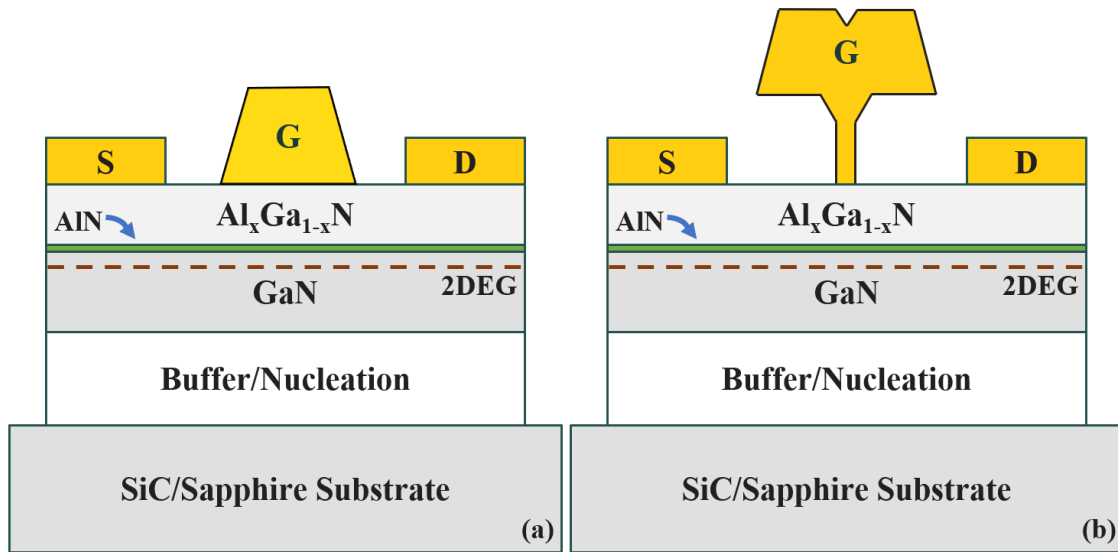 G
S
D
AlN
AlₓGa₁₋ₓN
2DEG
GaN
Buffer/Nucleation
SiC/Sapphire Substrate
(a)
G
S
D
AlN
AlₓGa₁₋ₓN
2DEG
GaN
Buffer/Nucleation
SiC/Sapphire Substrate
(b)